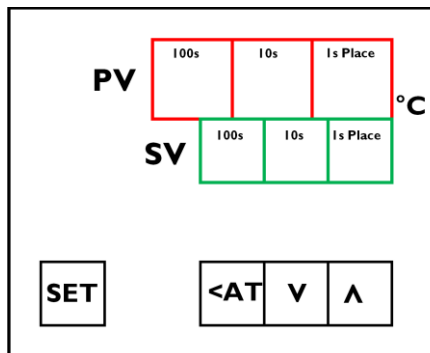 100s 10s 1s Place
PV
°C
100s 10s 1s Place
SV
SET <AT V Λ